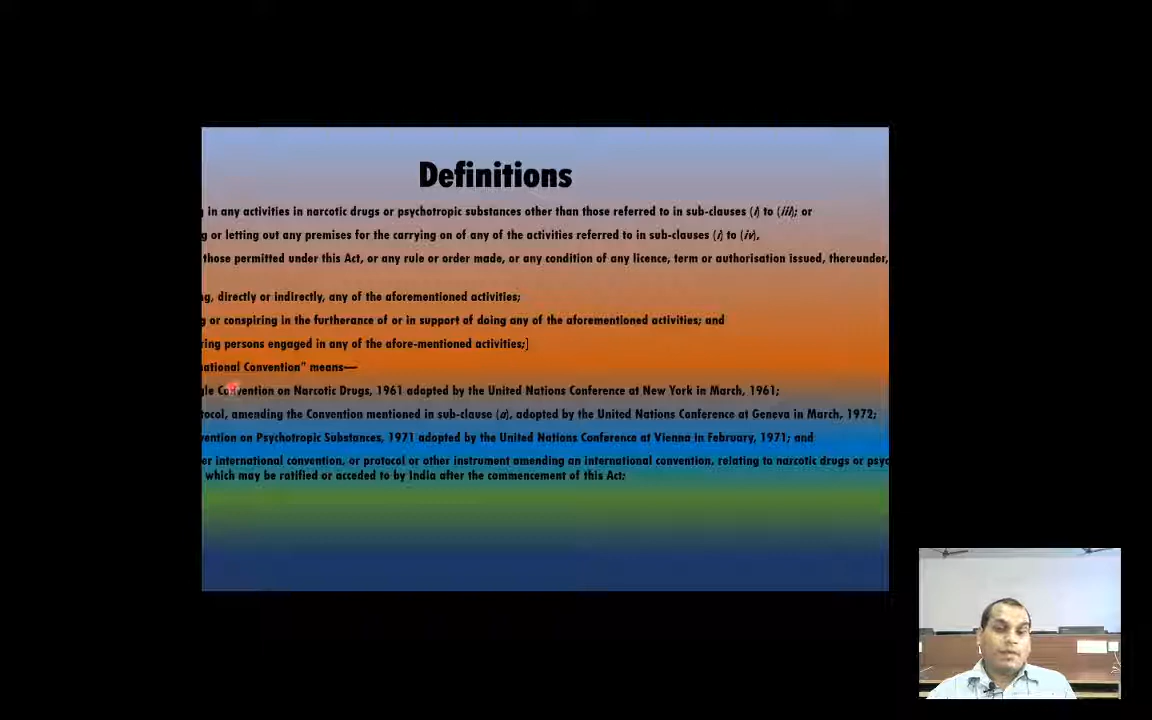 Definitions
in any activities in narcotic drugs or psychotropic substances other than those referred to in sub-clauses (i) to (iii); or
or letting out any premises for the carrying on of any of the activities referred to in sub-clauses (i) to (iv),
those permitted under this Act, or any rule or order made, or any condition of any licence, term or authorisation issued, thereunder,
directly or indirectly, any of the aforementioned activities;
or conspiring in the furtherance of or in support of doing any of the aforementioned activities; and
persons engaged in any of the afore-mentioned activities;]
Convention" means—
Convention on Narcotic Drugs, 1961 adopted by the United Nations Conference at New York in March, 1961;
amending the Convention mentioned in sub-clause (a), adopted by the United Nations Conference at Geneva in March, 1972;
on Psychotropic Substances, 1971 adopted by the United Nations Conference at Vienna in February, 1971; and
international convention, or protocol or other instrument amending an international convention, relating to narcotic drugs or
which may be ratified or acceded to by India after the commencement of this Act;